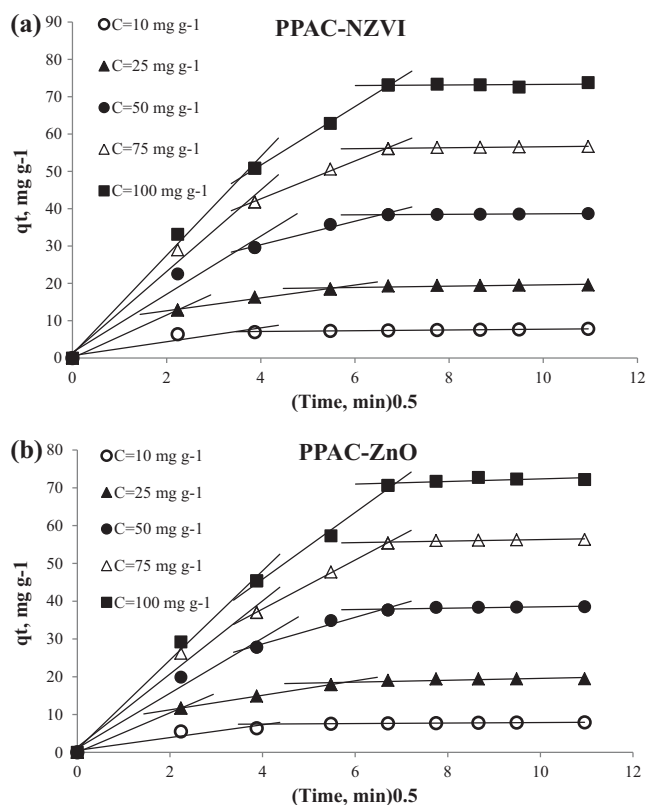 (a)
PPAC-NZVI
C=10 mg g-1
C=25 mg g-1
C=50 mg g-1
C=75 mg g-1
C=100 mg g-1
qt, mg g-1
90
80
70
60
50
40
30
20
10
0
0 2 4 6 8 10 12
(Time, min)0.5
(b)
PPAC-ZnO
C=10 mg g-1
C=25 mg g-1
C=50 mg g-1
C=75 mg g-1
C=100 mg g-1
qt, mg g-1
80
70
60
50
40
30
20
10
0
0 2 4 6 8 10 12
(Time, min)0.5